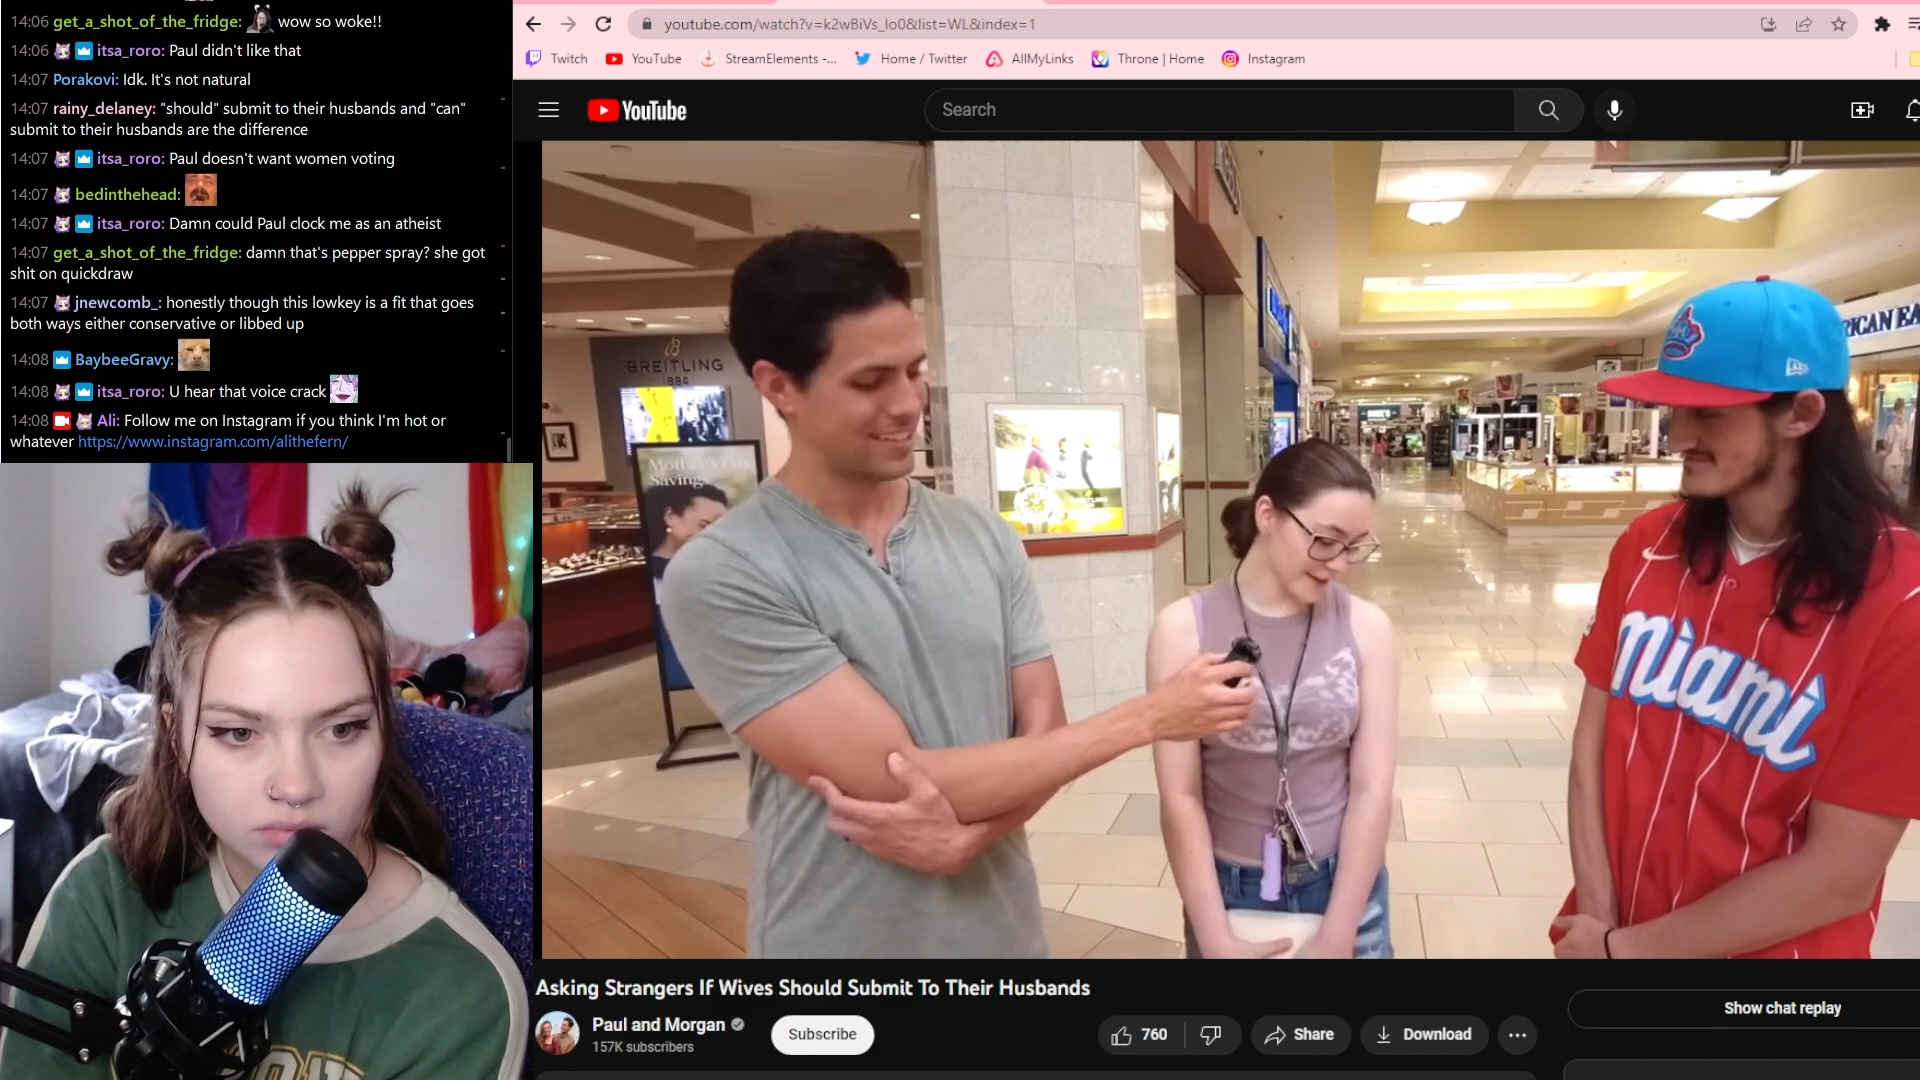 14:06 get_a_shot_of_the_fridge: wow so woke!!
14:06 itsa_roro: Paul didn't like that
14:07 Porakovi: Idk. It's not natural
14:07 rainy_delaney: "should" submit to their husbands and "can"
submit to their husbands are the difference
14:07 itsa_roro: Paul doesn't want women voting
14:07 bedinthehead:
14:07 itsa_roro: Damn could Paul clock me as an atheist
14:07 get_a_shot_of_the_fridge: damn that's pepper spray? she got
shit on quickdraw
14:07 jnewcomb_: honestly though this lowkey is a fit that goes
both ways either conservative or libbed up
14:08 BaybeeGravy:
14:08 itsa_roro: U hear that voice crack
14:08 Ali: Follow me on Instagram if you think I'm hot or
whatever https://www.instagram.com/alithefern/
youtube.com/watch?v=k2wBiVs_Io0&list=WL&index=1
Twitch YouTube StreamElements -... Home / Twitter AllMyLinks Throne | Home Instagram
YouTube
Search
BREITLING
1884
Mother's Day
Savings
RICAN EA
Miami
Asking Strangers If Wives Should Submit To Their Husbands
Paul and Morgan
157K subscribers
Subscribe
760
Share
Download
Show chat replay